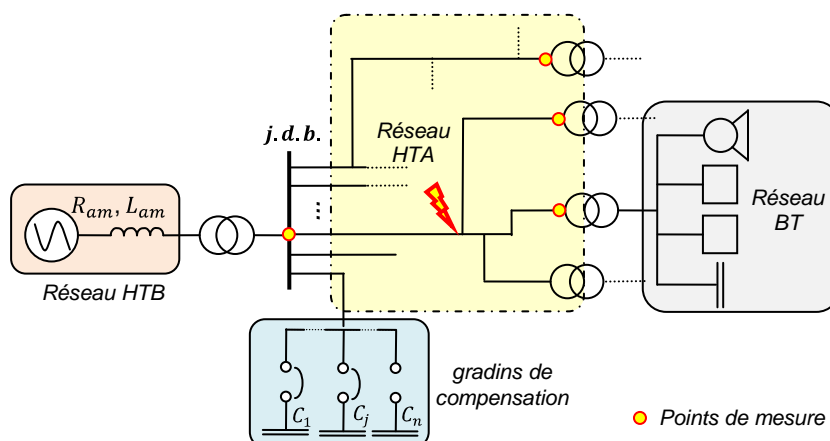 j.d.b.
Réseau
HTA
R_am, L_am
...
Réseau HTB
Réseau
BT
C_1
C_j
C_n
gradins de
compensation
Points de mesure